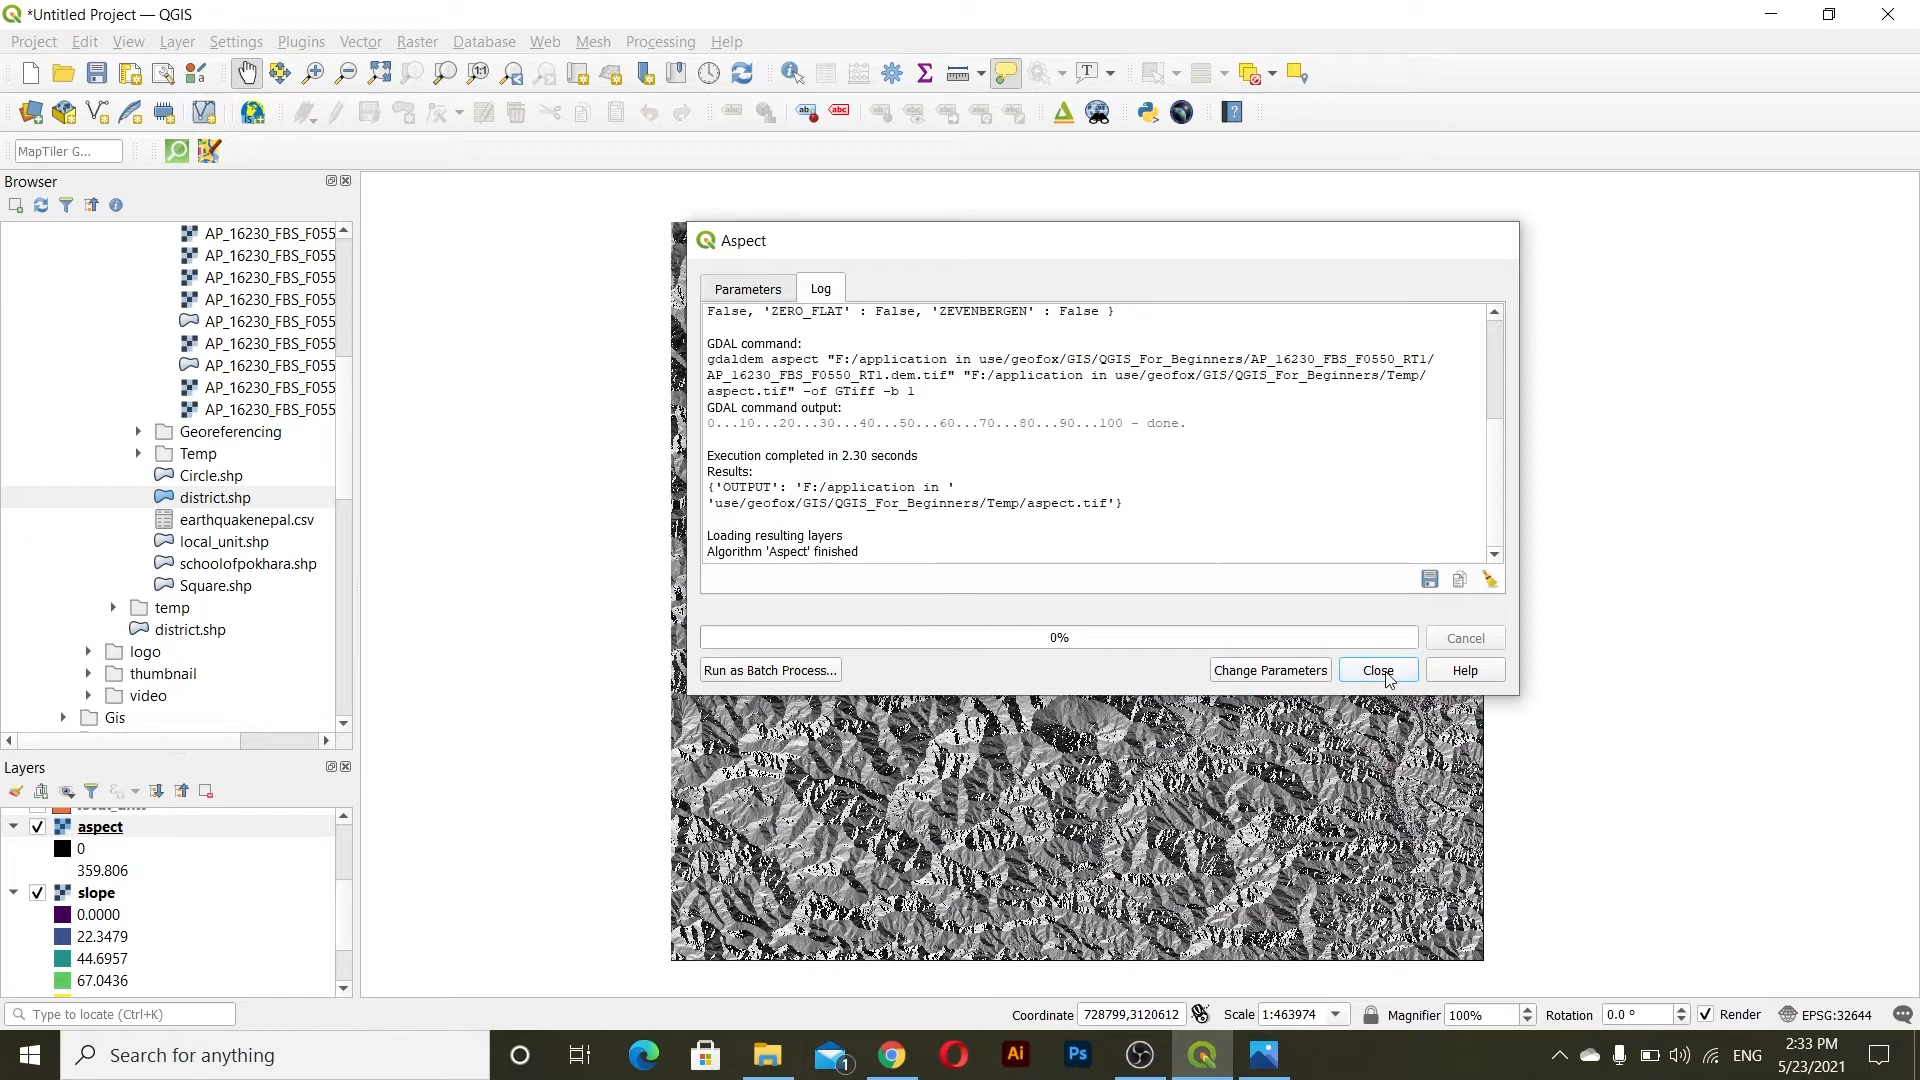 *Untitled Project — QGIS
Project Edit View Layer Settings Plugins Vector Raster Database Web Mesh Processing Help
MapTiler G...
Browser
AP_16230_FBS_F055
AP_16230_FBS_F055
AP_16230_FBS_F055
AP_16230_FBS_F055
AP_16230_FBS_F055
AP_16230_FBS_F055
AP_16230_FBS_F055
AP_16230_FBS_F055
AP_16230_FBS_F055
Georeferencing
Temp
Circle.shp
district.shp
earthquakenepal.csv
local_unit.shp
schoolofpokhara.shp
Square.shp
temp
district.shp
logo
thumbnail
video
Gis
Layers
aspect
0
359.806
slope
0.0000
22.3479
44.6957
67.0436
Aspect
Parameters Log
False, 'ZERO_FLAT' : False, 'ZEVENBERGEN' : False }
GDAL command:
gdaldem aspect "F:/application in use/geofox/GIS/QGIS_For_Beginners/AP_16230_FBS_F0550_RT1/
AP_16230_FBS_F0550_RT1.dem.tif" "F:/application in use/geofox/GIS/QGIS_For_Beginners/Temp/
aspect.tif" -of GTiff -b 1
GDAL command output:
0...10...20...30...40...50...60...70...80...90...100 - done.
Execution completed in 2.30 seconds
Results:
{'OUTPUT': 'F:/application in '
'use/geofox/GIS/QGIS_For_Beginners/Temp/aspect.tif'}
Loading resulting layers
Algorithm 'Aspect' finished
0%
Cancel
Run as Batch Process... Change Parameters Close Help
Type to locate (Ctrl+K) Coordinate 728799,3120612 Scale 1:463974 Magnifier 100% Rotation 0.0 ° Render EPSG:32644
Search for anything
1
Ai
Ps
ENG
2:33 PM
5/23/2021